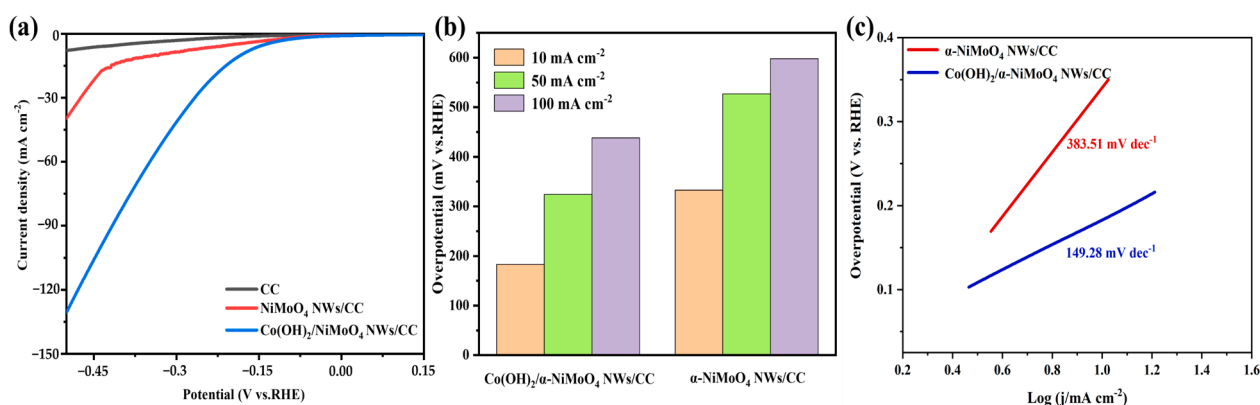 (a)
0
−30
−60
−90
−120
−150
Current density (mA cm⁻²)
CC
NiMoO₄ NWs/CC
Co(OH)₂/NiMoO₄ NWs/CC
−0.45
−0.3
−0.15
0.00
0.15
Potential (V vs.RHE)
(b)
600
500
400
300
200
100
0
Overpotential (mV vs.RHE)
10 mA cm⁻²
50 mA cm⁻²
100 mA cm⁻²
Co(OH)₂/α-NiMoO₄ NWs/CC
α-NiMoO₄ NWs/CC
(c)
0.4
0.3
0.2
0.1
Overpotential (V vs. RHE)
α-NiMoO₄ NWs/CC
Co(OH)₂/α-NiMoO₄ NWs/CC
383.51 mV dec⁻¹
149.28 mV dec⁻¹
0.2
0.4
0.6
0.8
1.0
1.2
1.4
1.6
Log (j/mA cm⁻²)